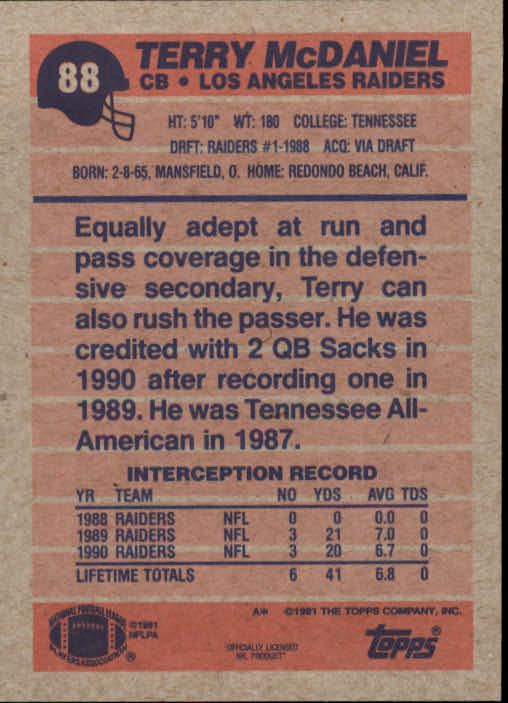 88
TERRY McDANIEL
CB • LOS ANGELES RAIDERS
HT: 5'10" WT: 180 COLLEGE: TENNESSEE
DRFT: RAIDERS #1-1988 ACQ: VIA DRAFT
BORN: 2-8-65, MANSFIELD, O. HOME: REDONDO BEACH, CALIF.
Equally adept at run and
pass coverage in the defen-
sive secondary, Terry can
also rush the passer. He was
credited with 2 QB Sacks in
1990 after recording one in
1989. He was Tennessee All-
American in 1987.
INTERCEPTION RECORD
YR TEAM NO YDS AVG TDS
1988 RAIDERS NFL 0 0 0.0 0
1989 RAIDERS NFL 3 21 7.0 0
1990 RAIDERS NFL 3 20 6.7 0
LIFETIME TOTALS 6 41 6.8 0
A* ©1991 THE TOPPS COMPANY, INC.
NATIONAL FOOTBALL LEAGUE
PLAYERS ASSOCIATION
©1991
NFLPA
®
OFFICIALLY LICENSED
NFL PRODUCT
topps®